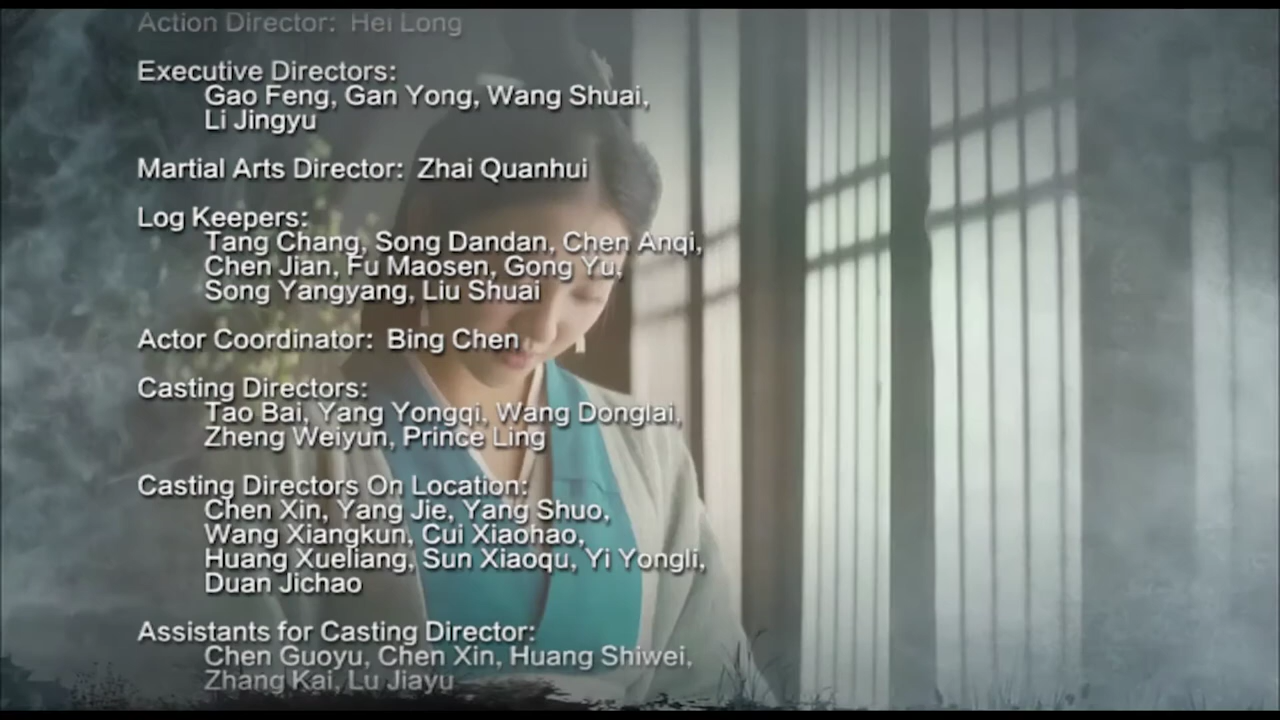 Action Director: Hei Long
Executive Directors:
Gao Feng, Gan Yong, Wang Shuai,
Li Jingyu
Martial Arts Director: Zhai Quanhui
Log Keepers:
Tang Chang, Song Dandan, Chen Anqi,
Chen Jian, Fu Maosen, Gong Yu,
Song Yangyang, Liu Shuai
Actor Coordinator: Bing Chen
Casting Directors:
Tao Bai, Yang Yongqi, Wang Donglai,
Zheng Weiyun, Prince Ling
Casting Directors On Location:
Chen Xin, Yang Jie, Yang Shuo,
Wang Xiangkun, Cui Xiaohao,
Huang Xueliang, Sun Xiaoqu, Yi Yongli,
Duan Jichao
Assistants for Casting Director:
Chen Guoyu, Chen Xin, Huang Shiwei,
Zhang Kai, Lu Jiayu